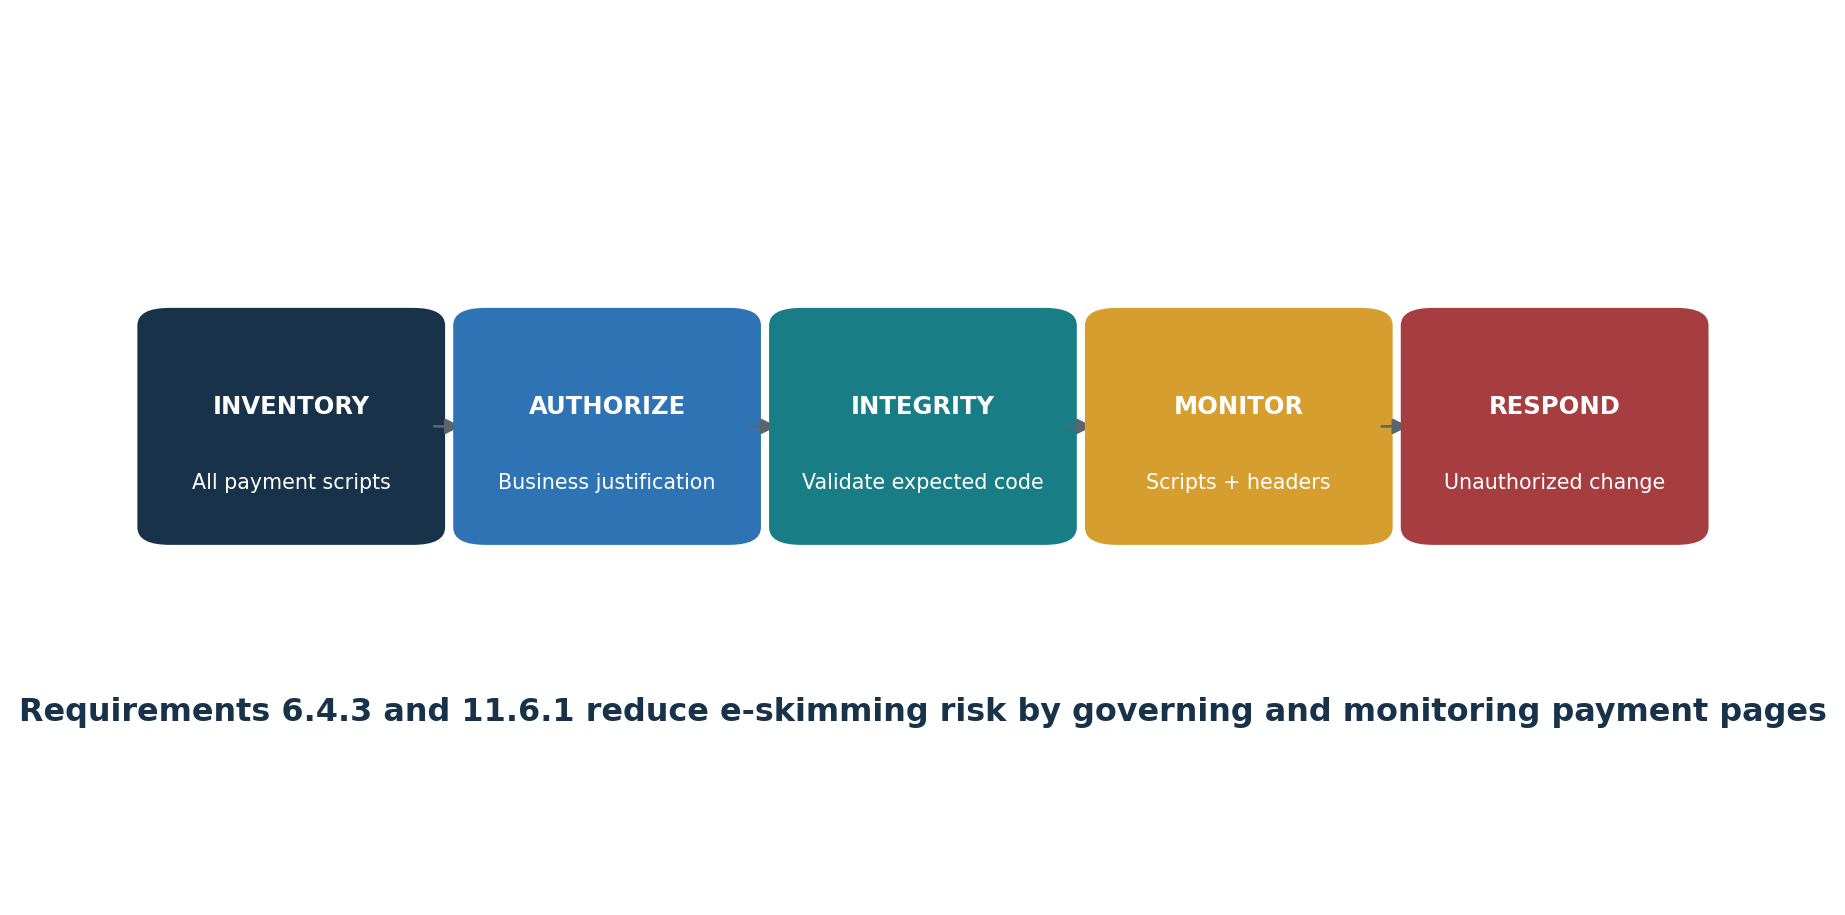 INVENTORY
All payment scripts
AUTHORIZE
Business justification
INTEGRITY
Validate expected code
MONITOR
Scripts + headers
RESPOND
Unauthorized change
Requirements 6.4.3 and 11.6.1 reduce e-skimming risk by governing and monitoring payment pages